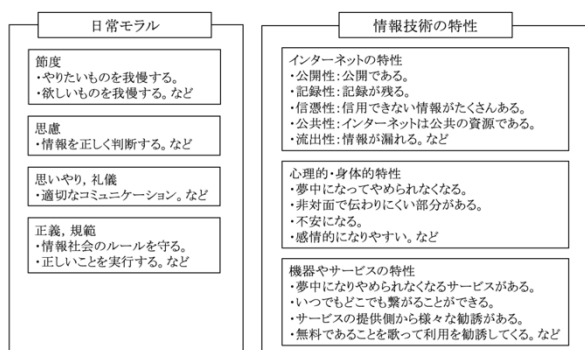 日常モラル
節度
・やりたいものを我慢する。
・欲しいものを我慢する。など
思慮
・情報を正しく判断する。など
思いやり, 礼儀
・適切なコミュニケーション。など
正義, 規範
・情報社会のルールを守る。
・正しいことを実行する。など
情報技術の特性
インターネットの特性
・公開性:公開である。
・記録性:記録が残る。
・信憑性:信用できない情報がたくさんある。
・公共性:インターネットは公共の資源である。
・流出性:情報が漏れる。など
心理的・身体的特性
・夢中になってやめられなくなる。
・非対面で伝わりにくい部分がある。
・不安になる。
・感情的になりやすい。など
機器やサービスの特性
・夢中になりやめられなくなるサービスがある。
・いつでもどこでも繋がることができる。
・サービスの提供側から様々な勧誘がある。
・無料であることを歌って利用を勧誘してくる。など